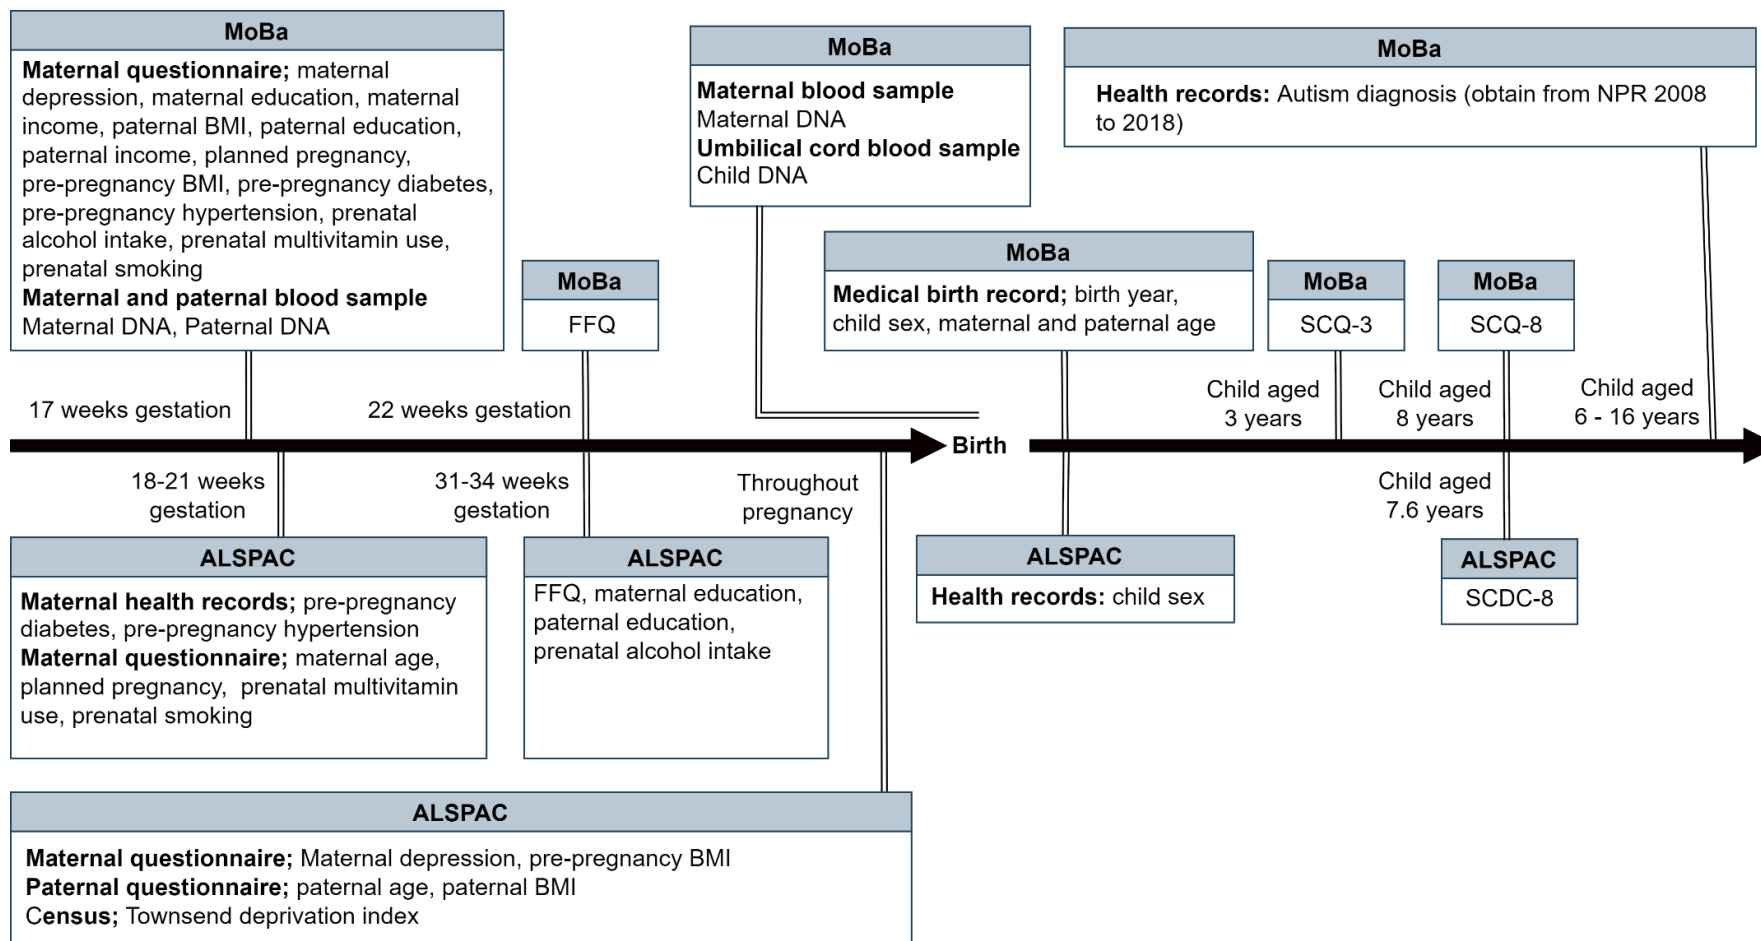 MoBa
Maternal questionnaire; maternal
depression, maternal education, maternal
income, paternal BMI, paternal education,
paternal income, planned pregnancy,
pre-pregnancy BMI, pre-pregnancy diabetes,
pre-pregnancy hypertension, prenatal
alcohol intake, prenatal multivitamin use,
prenatal smoking
Maternal and paternal blood sample
Maternal DNA, Paternal DNA
MoBa
FFQ
MoBa
Maternal blood sample
Maternal DNA
Umbilical cord blood sample
Child DNA
MoBa
Medical birth record; birth year,
child sex, maternal and paternal age
MoBa
Health records: Autism diagnosis (obtain from NPR 2008
to 2018)
MoBa
SCQ-3
MoBa
SCQ-8
17 weeks gestation
22 weeks gestation
Child aged
3 years
Child aged
8 years
Child aged
6 - 16 years
Birth
18-21 weeks
gestation
31-34 weeks
gestation
Throughout
pregnancy
Child aged
7.6 years
ALSPAC
Maternal health records; pre-pregnancy
diabetes, pre-pregnancy hypertension
Maternal questionnaire; maternal age,
planned pregnancy, prenatal multivitamin
use, prenatal smoking
ALSPAC
FFQ, maternal education,
paternal education,
prenatal alcohol intake
ALSPAC
Health records: child sex
ALSPAC
SCDC-8
ALSPAC
Maternal questionnaire; Maternal depression, pre-pregnancy BMI
Paternal questionnaire; paternal age, paternal BMI
Census; Townsend deprivation index